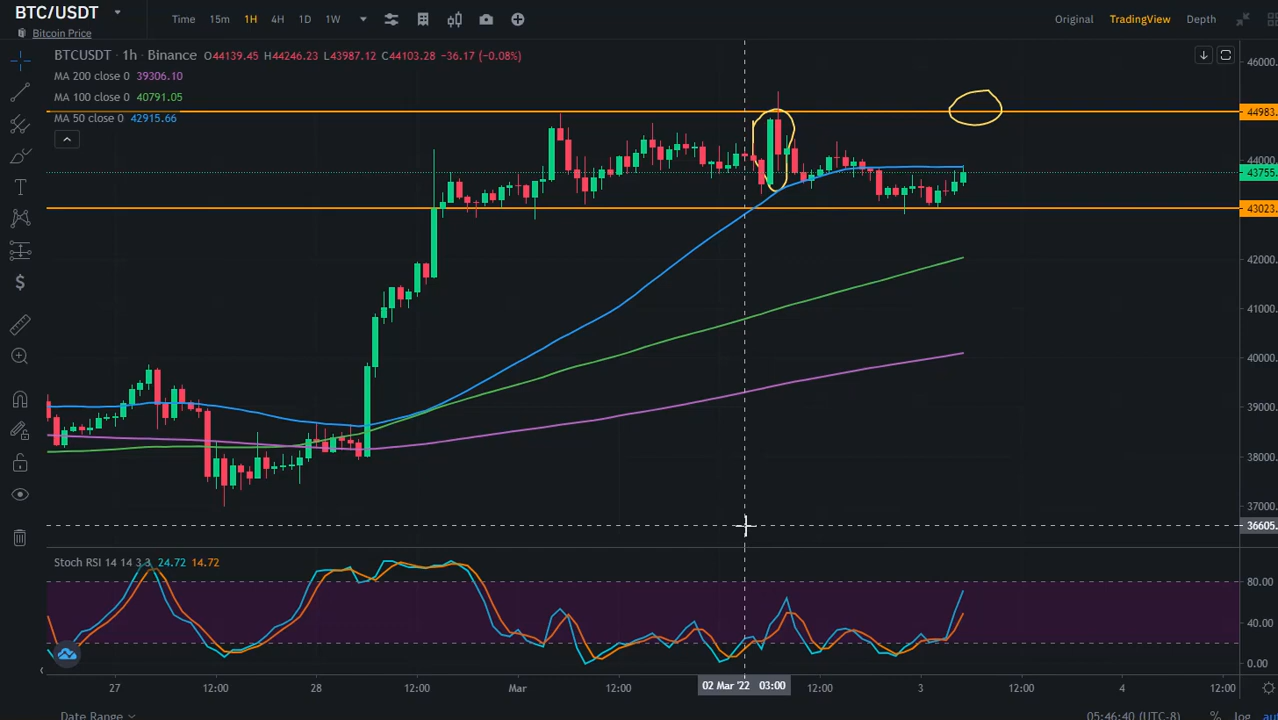 BTC/USDT
Bitcoin Price
Time 15m 1H 4H 1D 1W
Original TradingView Depth
BTCUSDT · 1h · Binance O44139.45 H44246.23 L43987.12 C44103.28 −36.17 (−0.08%)
MA 200 close 0 39306.10
MA 100 close 0 40791.05
MA 50 close 0 42915.66
46000.
44983.
44000.
43755.
43023.
42000.
41000.
40000.
39000.
38000.
37000.
36605.
Stoch RSI 14 14 3 3 24.72 14.72
80.00
40.00
0.00
27 12:00 28 12:00 Mar 12:00 02 Mar '22 03:00 12:00 3 12:00 4 12:00
Date Range 05:46:40 (UTC-8) % log